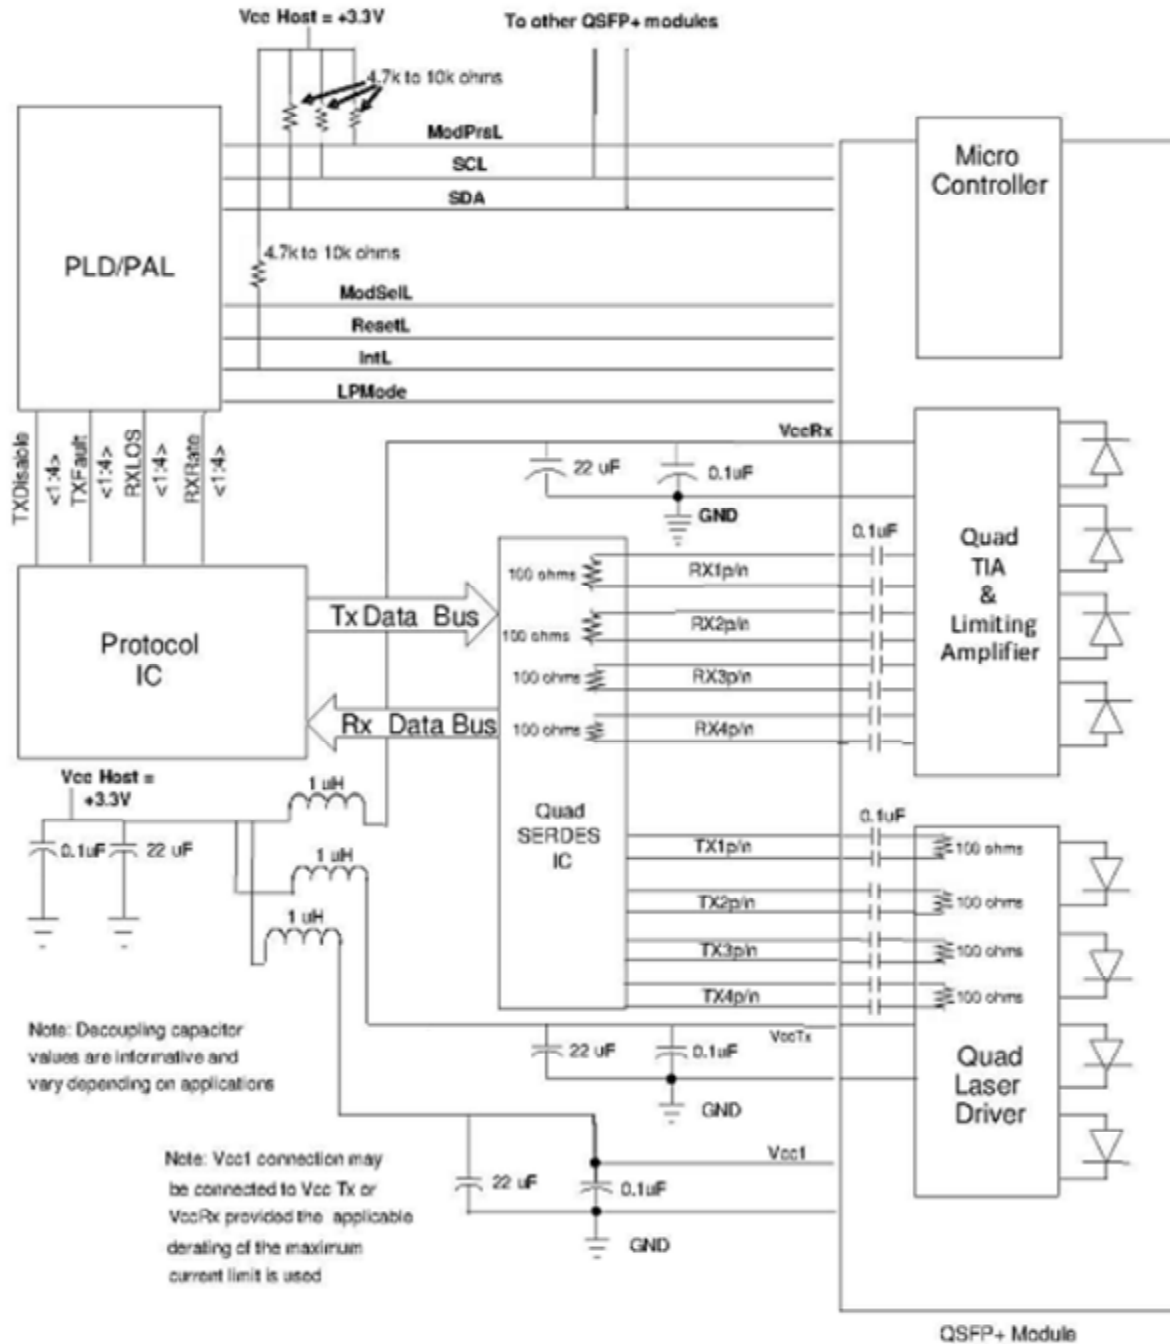 Vcc Host = +3.3V
To other QSFP+ modules
4.7k to 10k ohms
ModPrsL
SCL
SDA
4.7k to 10k ohms
PLD/PAL
ModSelL
ResetL
IntL
LPMode
Micro
Controller
TXDisable
<1:4>
TXFault
<1:4>
RXLOS
<1:4>
RXRate
<1:4>
VccRx
22 uF
0.1uF
GND
0.1uF
Quad
TIA
&
Limiting
Amplifier
100 ohms
RX1p/n
100 ohms
RX2p/n
100 ohms
RX3p/n
100 ohms
RX4p/n
Tx Data Bus
Protocol
IC
Rx Data Bus
Vcc Host =
+3.3V
1 uH
0.1uF
22 uF
1 uH
1 uH
Quad
SERDES
IC
0.1uF
TX1p/n
100 ohms
TX2p/n
100 ohms
TX3p/n
100 ohms
TX4p/n
100 ohms
Note: Decoupling capacitor
values are informative and
vary depending on applications
VccTx
22 uF
0.1uF
GND
Quad
Laser
Driver
Note: Vcc1 connection may
be connected to Vcc Tx or
VccRx provided the applicable
derating of the maximum
current limit is used
Vcc1
22 uF
0.1uF
GND
QSFP+ Module